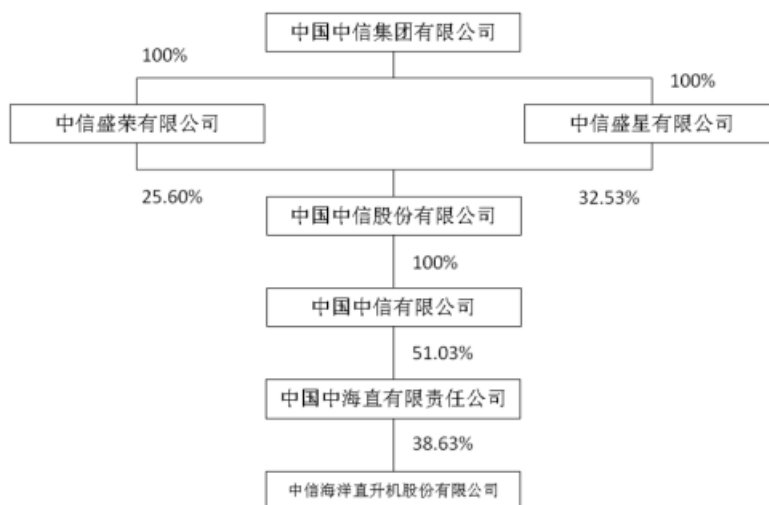 中国中信集团有限公司
100%
100%
中信盛荣有限公司
中信盛星有限公司
25.60%
32.53%
中国中信股份有限公司
100%
中国中信有限公司
51.03%
中国中海直有限责任公司
38.63%
中信海洋直升机股份有限公司